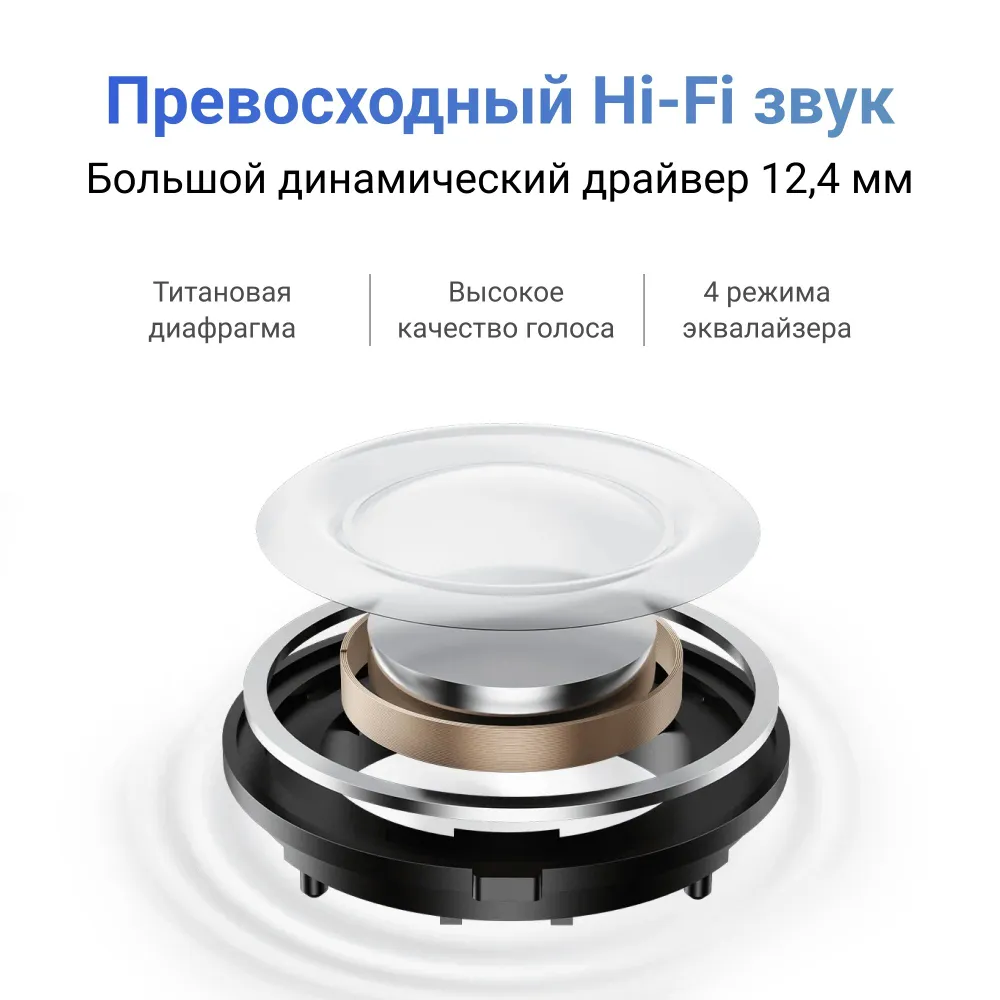 Превосходный Hi-Fi звук
Большой динамический драйвер 12,4 мм
Титановая
диафрагма
Высокое
качество голоса
4 режима
эквалайзера